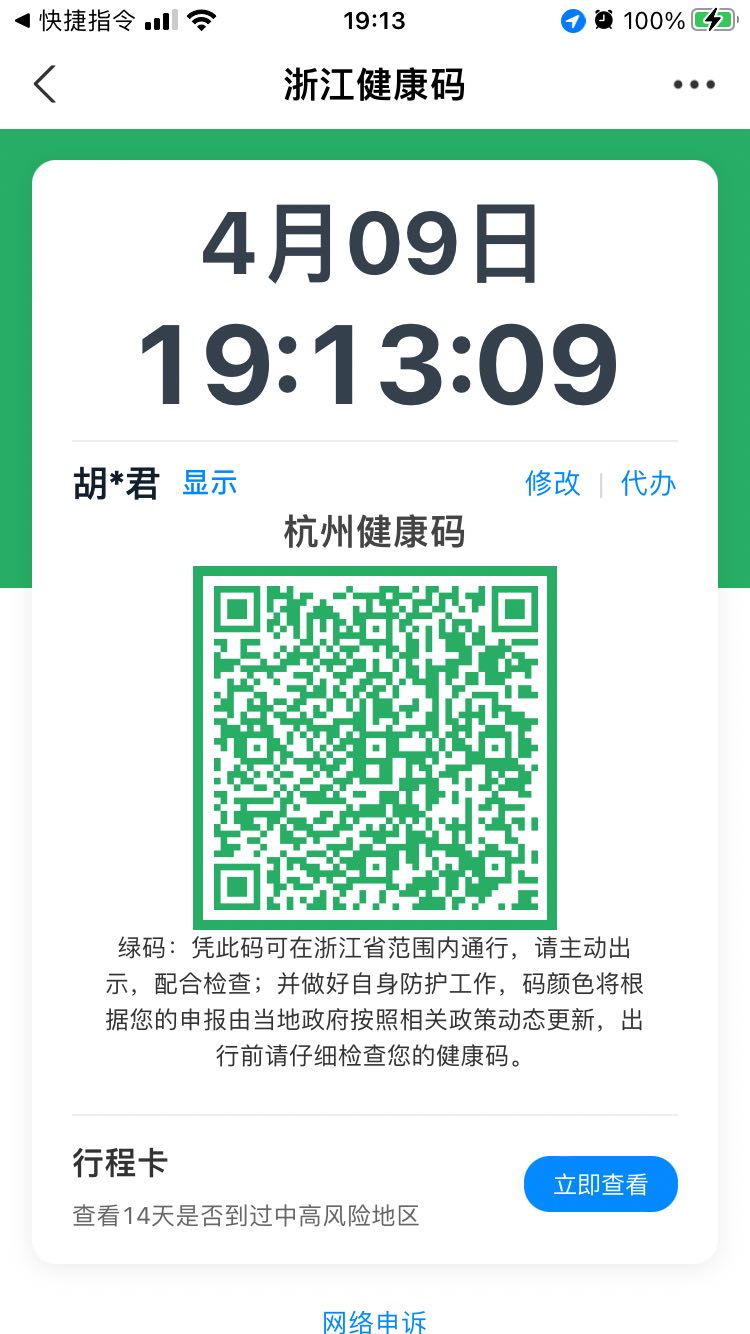 快捷指令
19:13
100%
浙江健康码
4月09日
19:13:09
胡*君 显示 修改 | 代办
杭州健康码
绿码：凭此码可在浙江省范围内通行，请主动出
示，配合检查；并做好自身防护工作，码颜色将根
据您的申报由当地政府按照相关政策动态更新，出
行前请仔细检查您的健康码。
行程卡
立即查看
查看14天是否到过中高风险地区
网络申诉